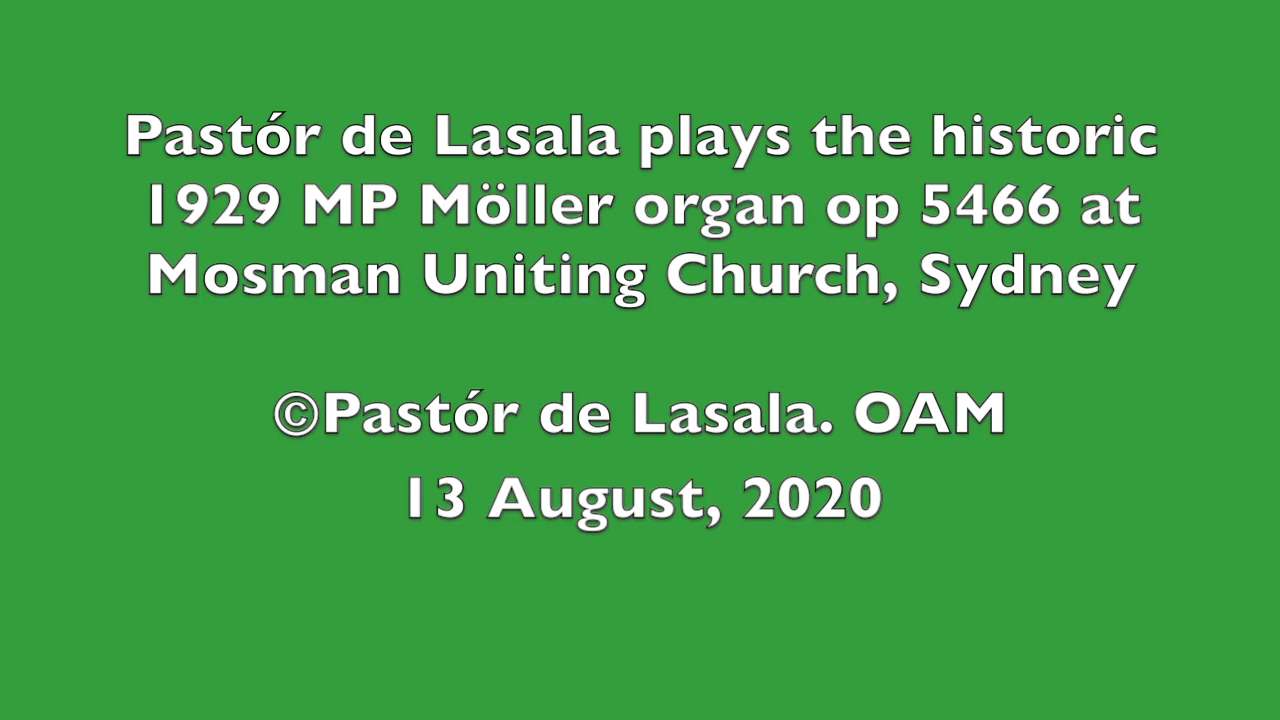 Pastór de Lasala plays the historic
1929 MP Möller organ op 5466 at
Mosman Uniting Church, Sydney
©Pastór de Lasala. OAM
13 August, 2020